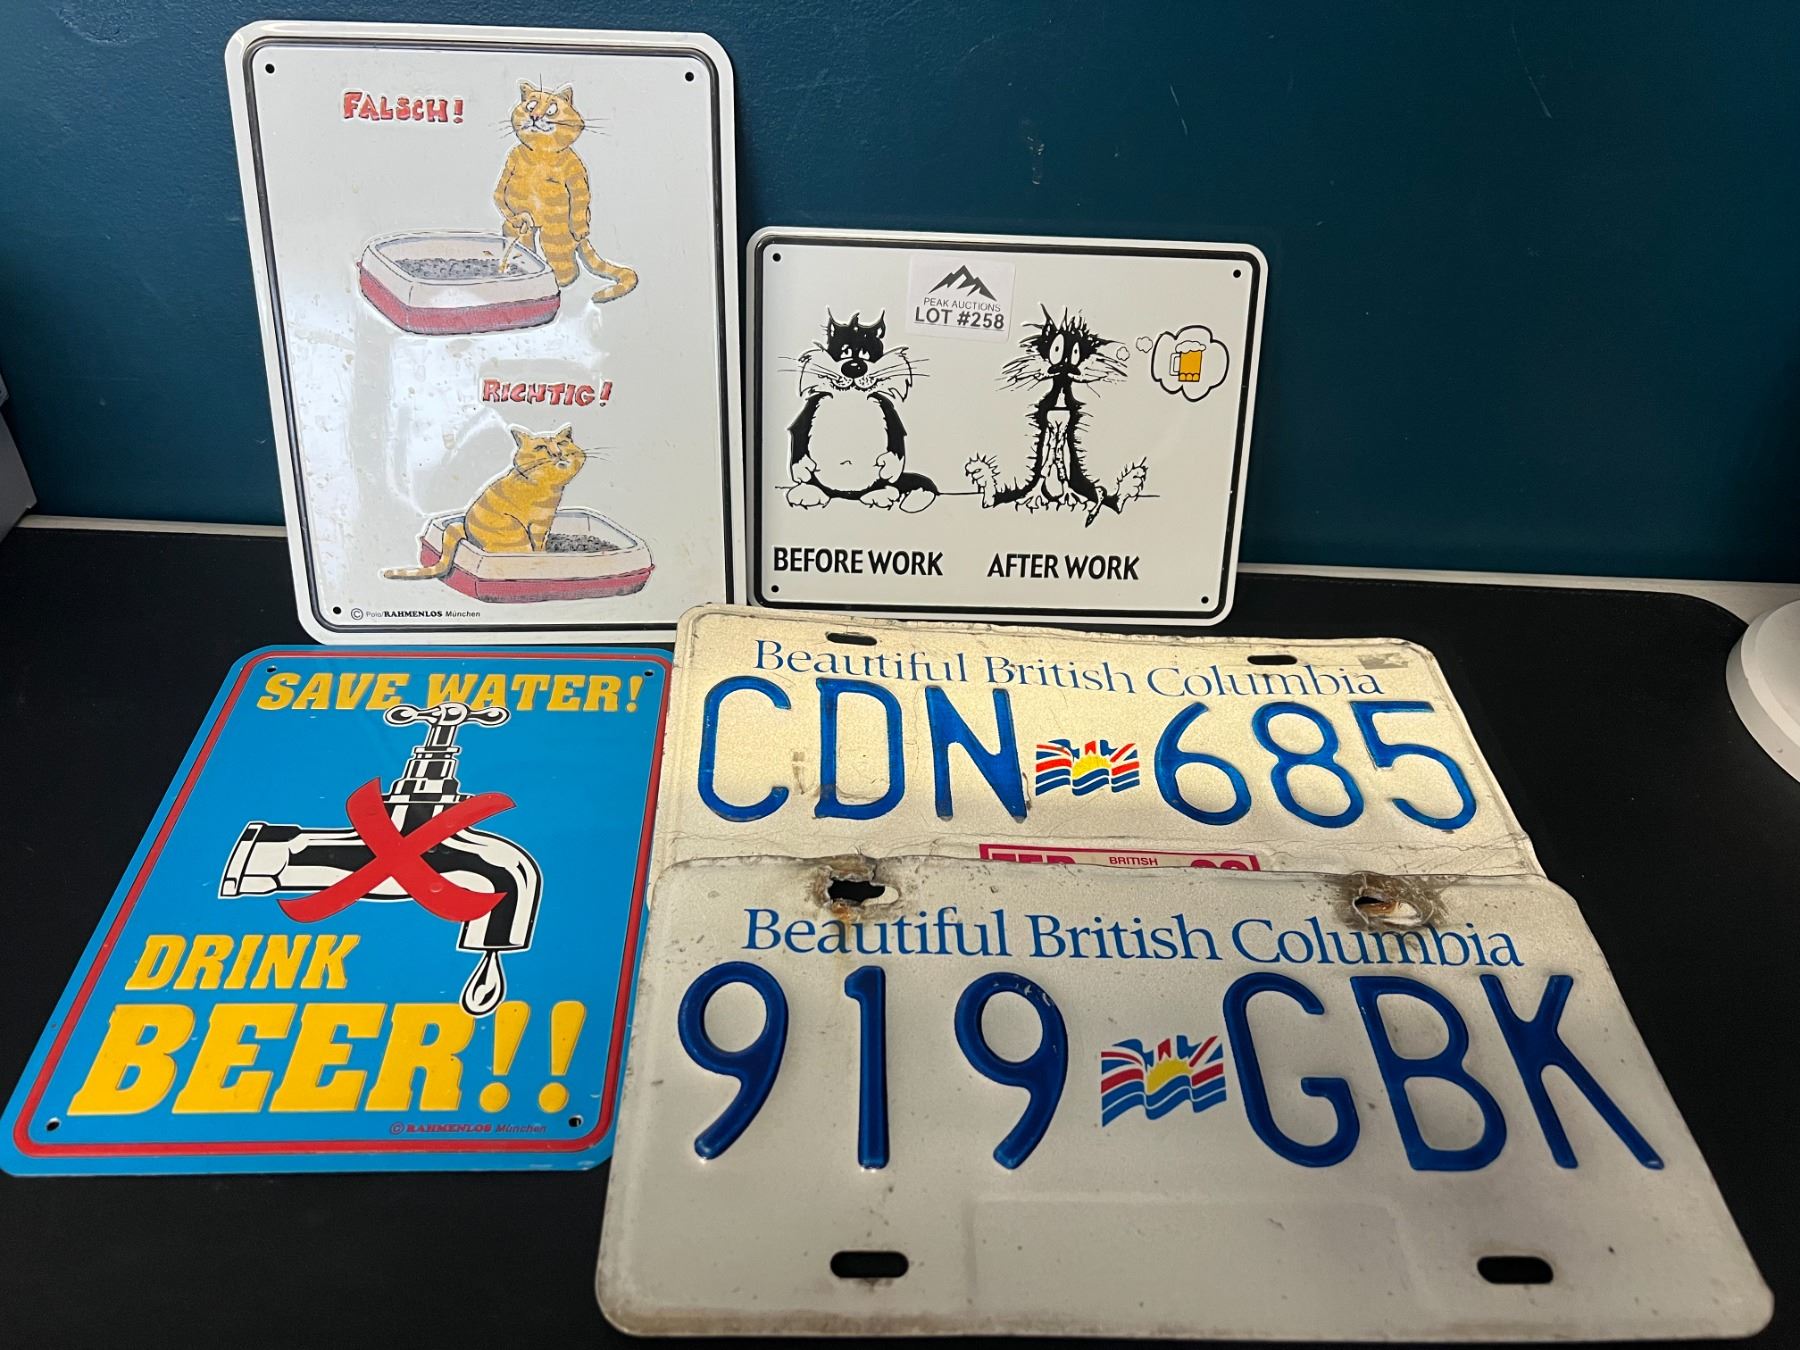 FALSCH!
RICHTIG!
© Polo/RAHMENLOS München
PEAK AUCTIONS
LOT #258
BEFORE WORK
AFTER WORK
SAVE WATER!
DRINK
BEER!!
© RAHMENLOS München
Beautiful British Columbia
CDN 685
BRITISH
Beautiful British Columbia
919 GBK